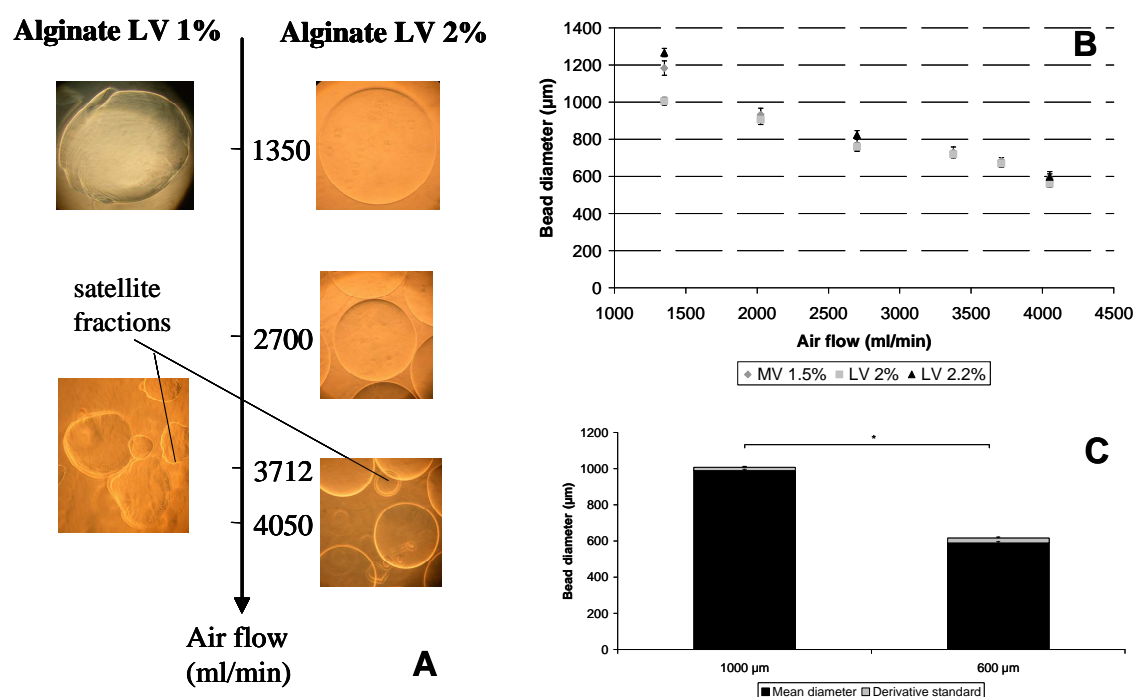 Alginate LV 1%
Alginate LV 2%
1350
satellite
fractions
2700
3712
4050
Air flow
(ml/min)
A
B
Bead diameter (µm)
1400
1200
1000
800
600
400
200
0
1000 1500 2000 2500 3000 3500 4000 4500
Air flow (ml/min)
MV 1.5% LV 2% LV 2.2%
C
Bead diameter (µm)
1200
1000
800
600
400
200
0
*
1000 µm 600 µm
Mean diameter Derivative standard